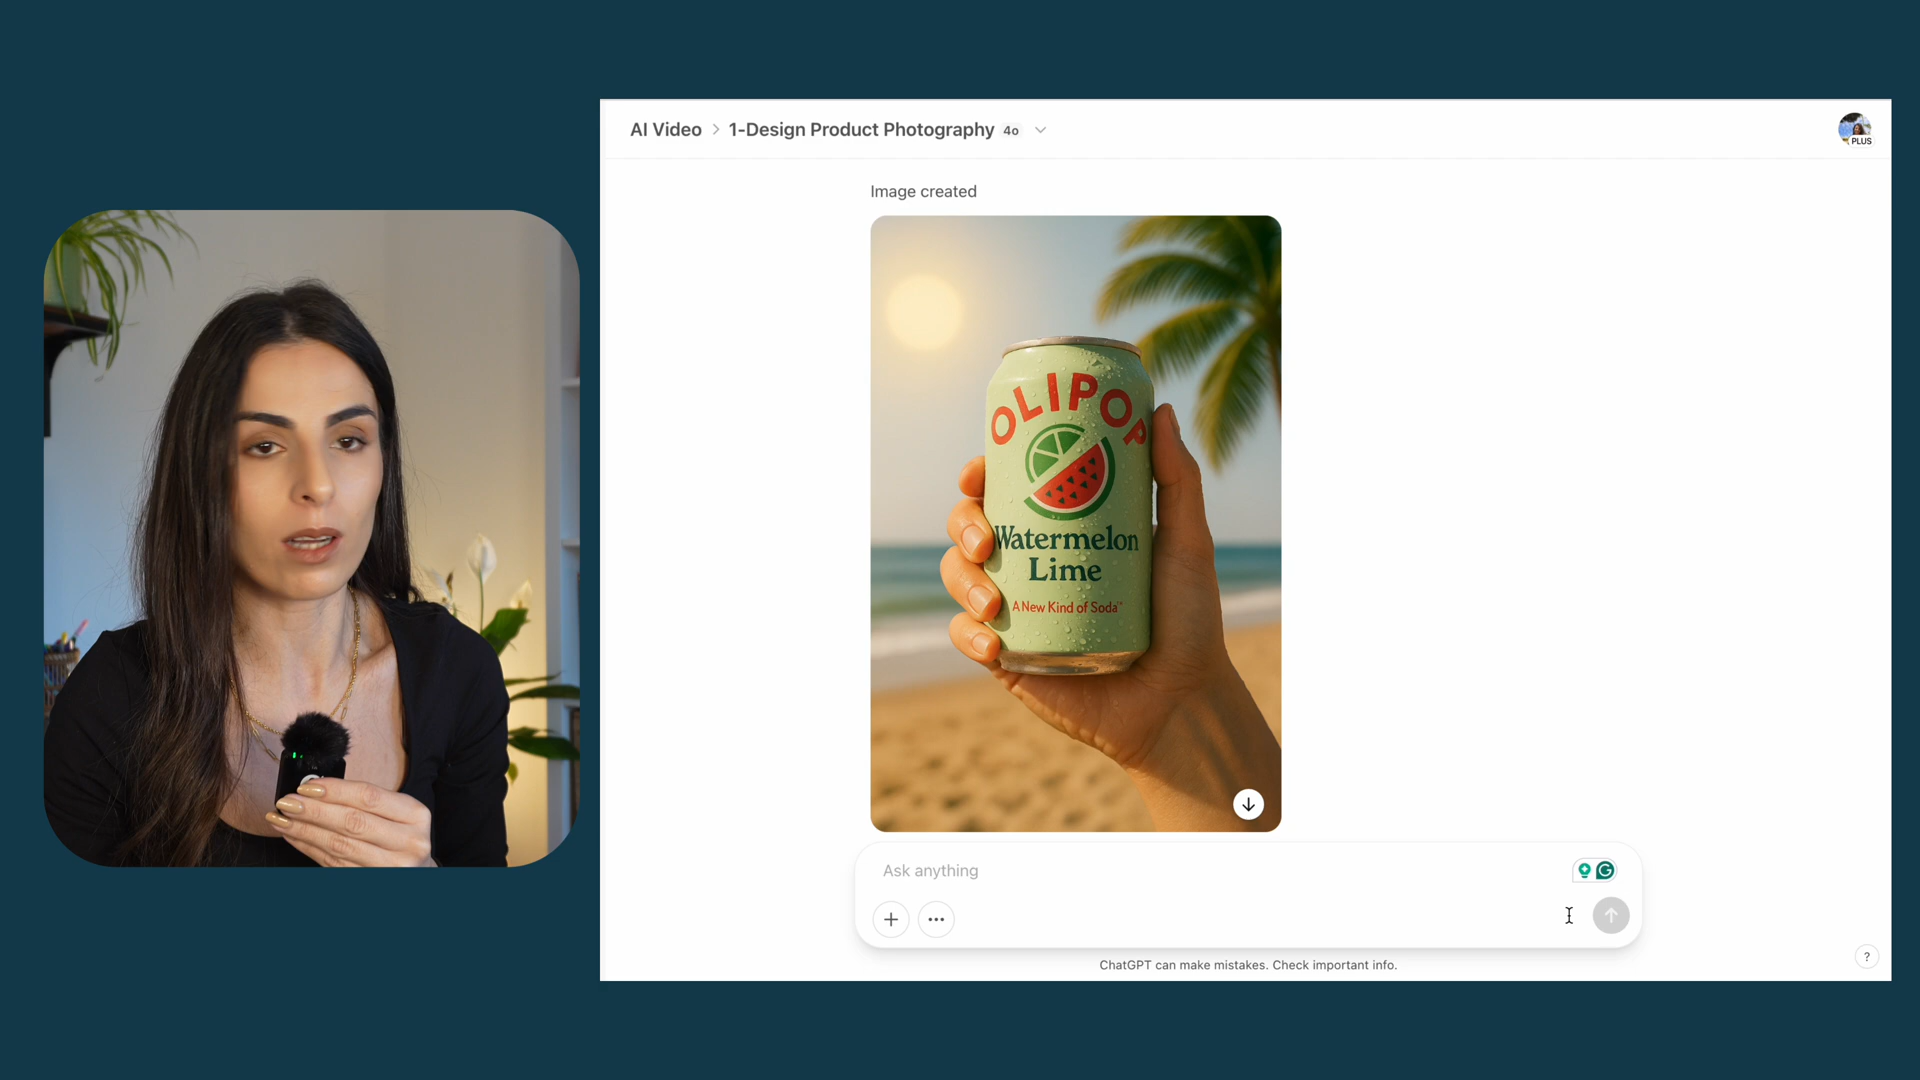 AI Video > 1-Design Product Photography 4o
PLUS
Image created
OLIPOP
Watermelon
Lime
A New Kind of Soda™
Ask anything
ChatGPT can make mistakes. Check important info.
?